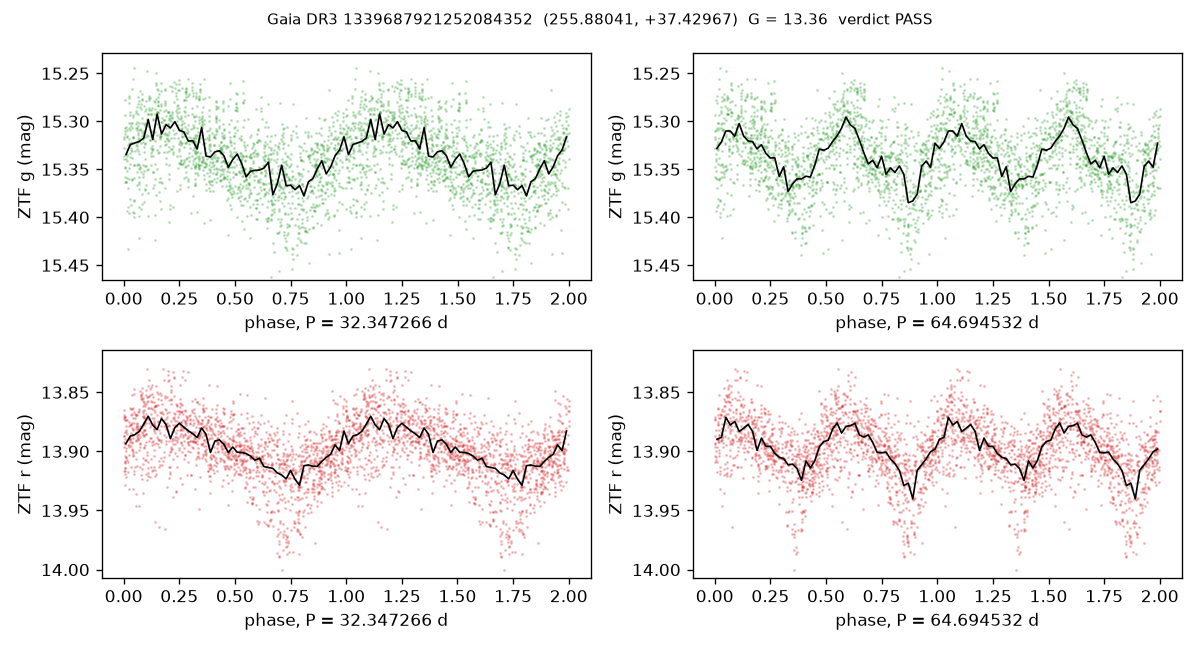 Gaia DR3 1339687921252084352 (255.88041, +37.42967) G = 13.36 verdict PASS
ZTF g (mag)
15.25
15.30
15.35
15.40
15.45
0.00 0.25 0.50 0.75 1.00 1.25 1.50 1.75 2.00
phase, P = 32.347266 d
ZTF g (mag)
15.25
15.30
15.35
15.40
15.45
0.00 0.25 0.50 0.75 1.00 1.25 1.50 1.75 2.00
phase, P = 64.694532 d
ZTF r (mag)
13.85
13.90
13.95
14.00
0.00 0.25 0.50 0.75 1.00 1.25 1.50 1.75 2.00
phase, P = 32.347266 d
ZTF r (mag)
13.85
13.90
13.95
14.00
0.00 0.25 0.50 0.75 1.00 1.25 1.50 1.75 2.00
phase, P = 64.694532 d